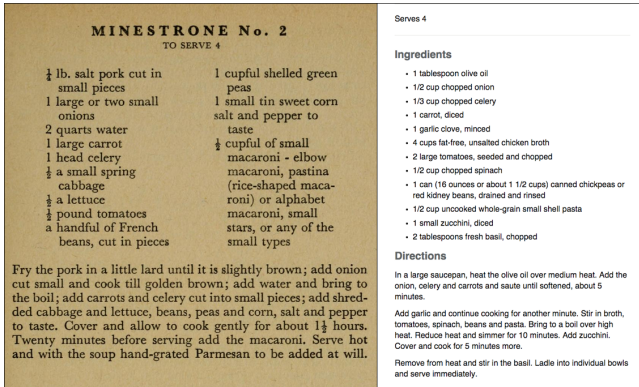 MINESTRONE No. 2
TO SERVE 4
¼ lb. salt pork cut in
small pieces
1 large or two small
onions
2 quarts water
1 large carrot
1 head celery
½ a small spring
cabbage
½ a lettuce
½ pound tomatoes
a handful of French
beans, cut in pieces
1 cupful shelled green
peas
1 small tin sweet corn
salt and pepper to
taste
½ cupful of small
macaroni - elbow
macaroni, pastina
(rice-shaped maca-
roni) or alphabet
macaroni, small
stars, or any of the
small types
Fry the pork in a little lard until it is slightly brown; add onion
cut small and cook till golden brown; add water and bring to
the boil; add carrots and celery cut into small pieces; add shred-
ded cabbage and lettuce, beans, peas and corn, salt and pepper
to taste. Cover and allow to cook gently for about 1½ hours.
Twenty minutes before serving add the macaroni. Serve hot
and with the soup hand-grated Parmesan to be added at will.
Serves 4
Ingredients
• 1 tablespoon olive oil
• 1/2 cup chopped onion
• 1/3 cup chopped celery
• 1 carrot, diced
• 1 garlic clove, minced
• 4 cups fat-free, unsalted chicken broth
• 2 large tomatoes, seeded and chopped
• 1/2 cup chopped spinach
• 1 can (16 ounces or about 1 1/2 cups) canned chickpeas or
red kidney beans, drained and rinsed
• 1/2 cup uncooked whole-grain small shell pasta
• 1 small zucchini, diced
• 2 tablespoons fresh basil, chopped
Directions
In a large saucepan, heat the olive oil over medium heat. Add the
onion, celery and carrots and saute until softened, about 5
minutes.
Add garlic and continue cooking for another minute. Stir in broth,
tomatoes, spinach, beans and pasta. Bring to a boil over high
heat. Reduce heat and simmer for 10 minutes. Add zucchini.
Cover and cook for 5 minutes more.
Remove from heat and stir in the basil. Ladle into individual bowls
and serve immediately.